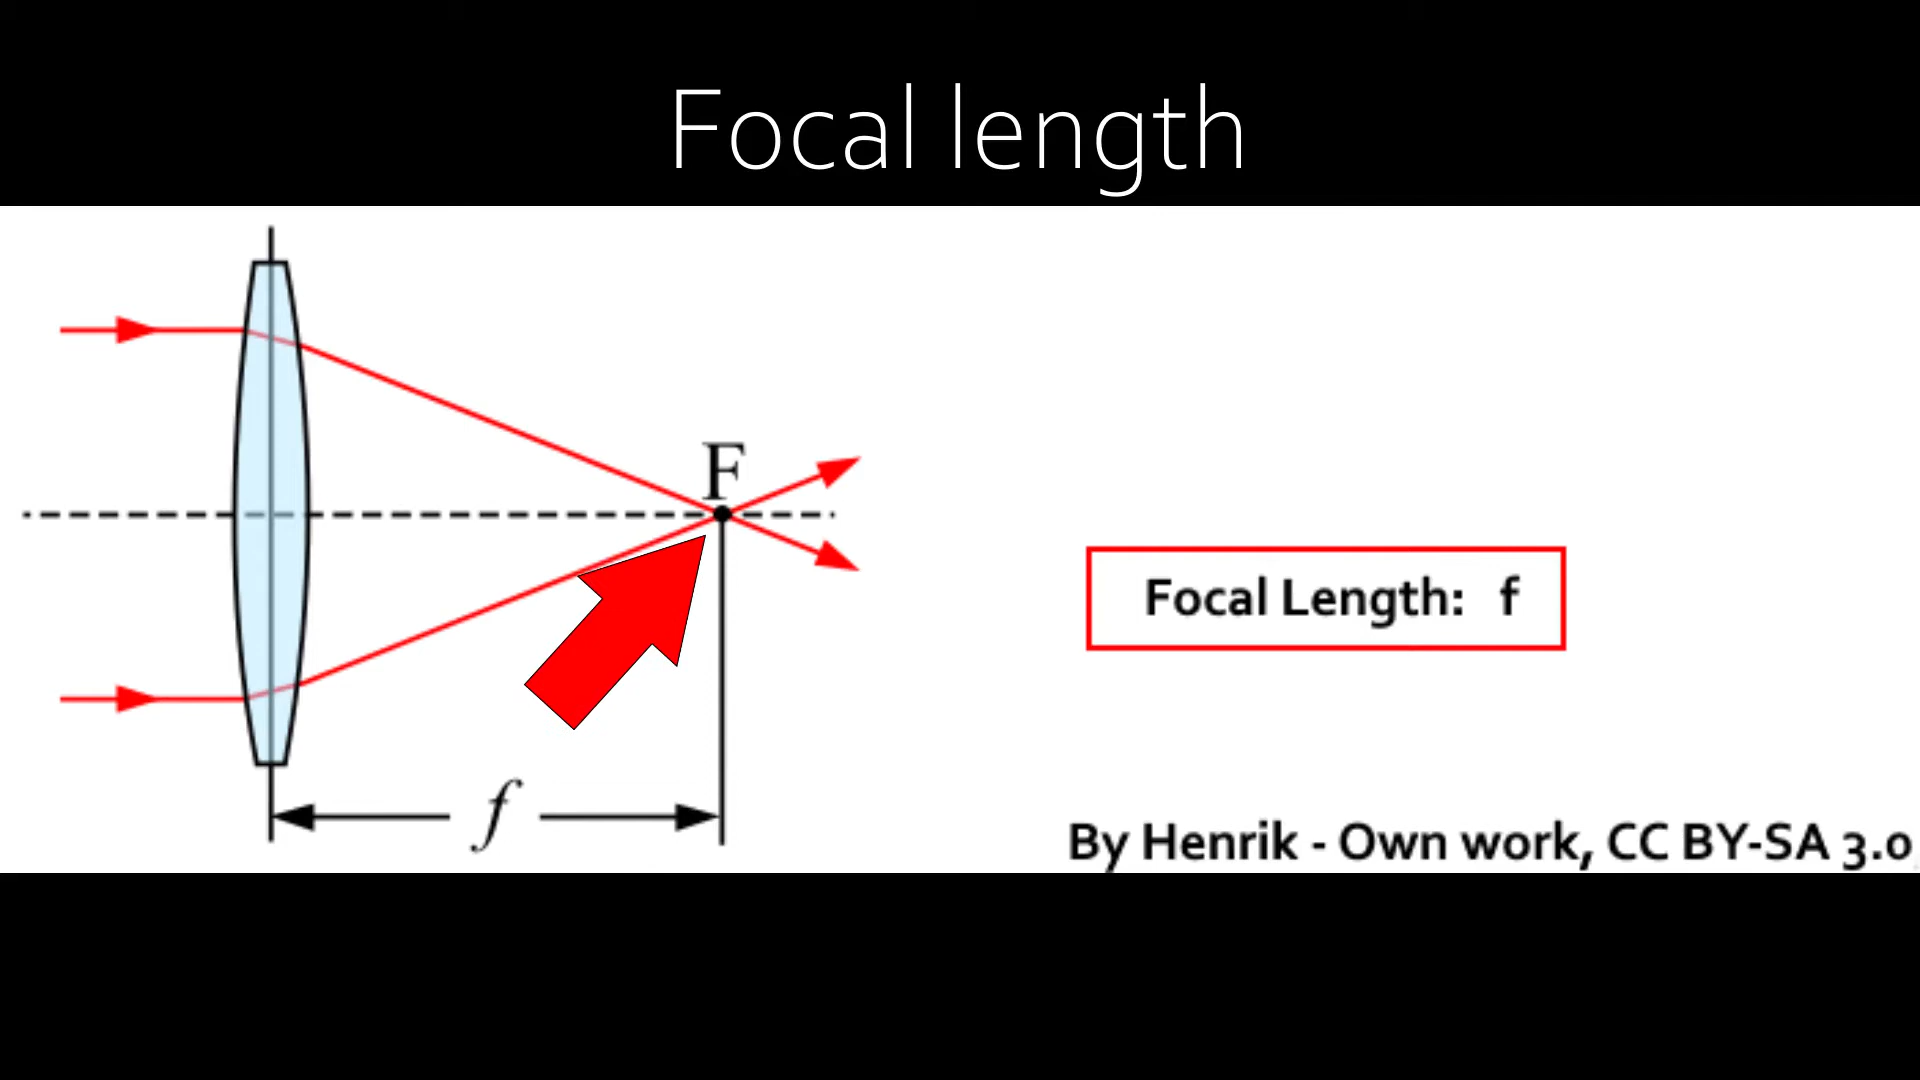 Focal length
F
Focal Length: f
f
By Henrik - Own work, CC BY-SA 3.0